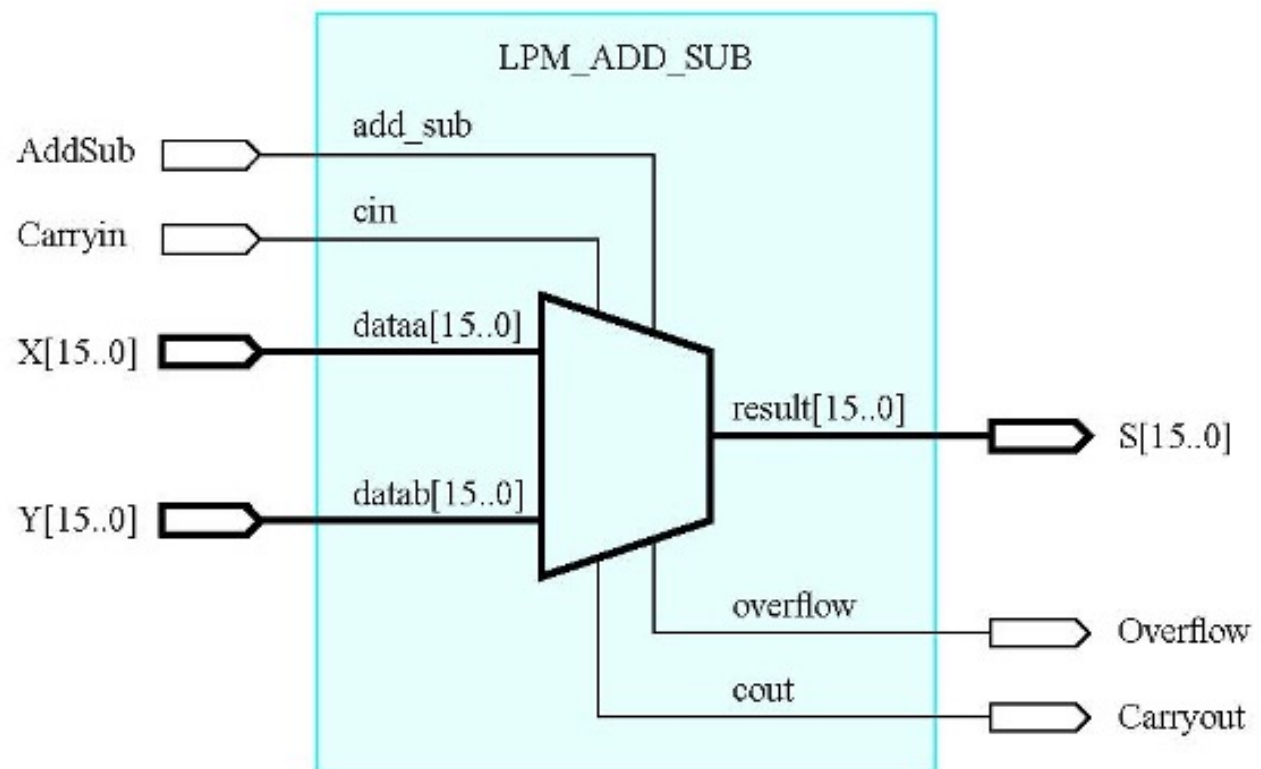 LPM_ADD_SUB
AddSub
add_sub
Carryin
cin
X[15..0]
dataa[15..0]
result[15..0]
S[15..0]
Y[15..0]
datab[15..0]
overflow
Overflow
cout
Carryout